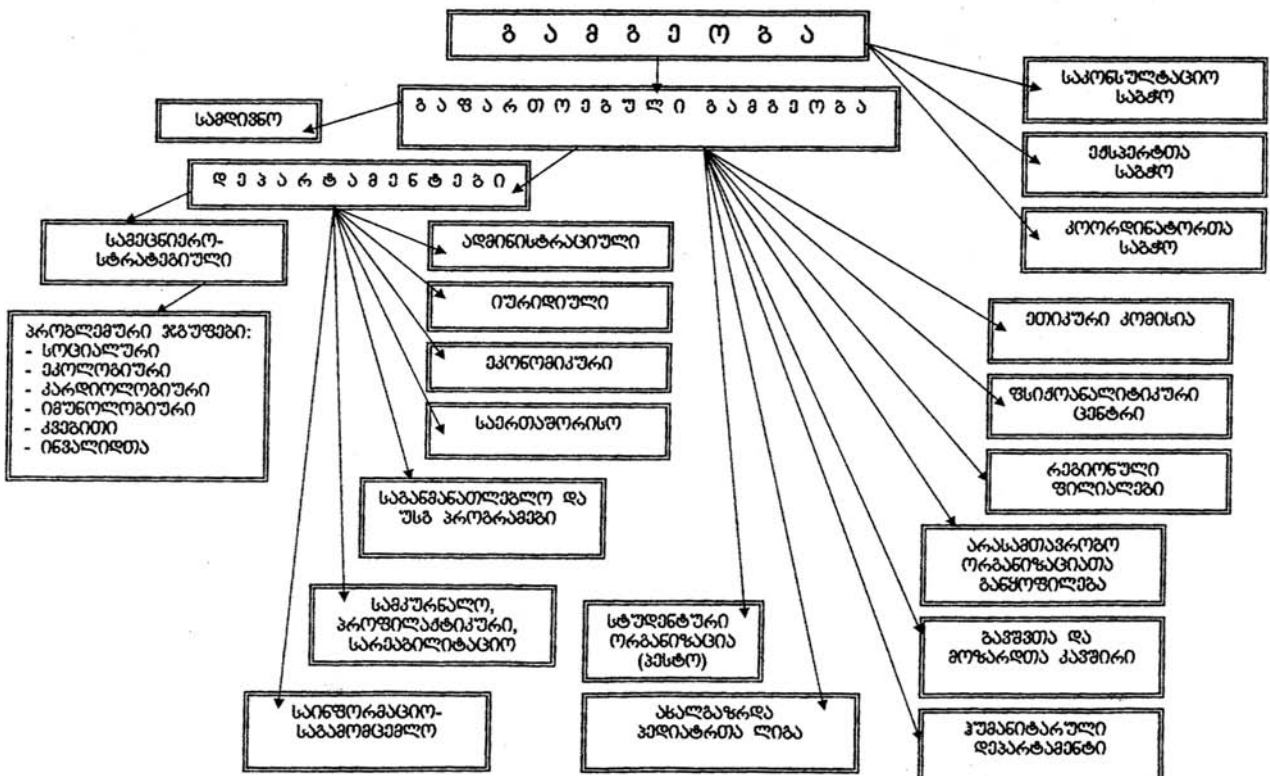 გ ა მ გ ე ო ბ ა
გ ა ფ ა რ თ ო ე ბ უ ლ ი გ ა მ გ ე ო ბ ა
სამდივნო
დ ე პ ა რ ტ ა მ ე ნ ტ ე ბ ი
საკონსულტაციო
საბჭო
ექსპერტთა
საბჭო
კოორდინატორთა
საბჭო
სამეცნიერო-
სტრატეგიული
პრობლემური ჯგუფები:
- სოციალური
- ეკოლოგიური
- კარდიოლოგიური
- იმუნოლოგიური
- კვებითი
- ინვალიდთა
ადმინისტრაციული
იურიდიული
ეკონომიკური
საერთაშორისო
საგანმანათლებლო და
უსგ პროგრამები
სამკურნალო,
პროფილაქტიკური,
სარეაბილიტაციო
საინფორმაციო-
საგამომცემლო
სტუდენტური
ორგანიზაცია
(პესტო)
ახალგაზრდა
პედიატრთა ლიგა
ეთიკური კომისია
ფსიქოანალიტიკური
ცენტრი
რეგიონული
ფილიალები
არასამთავრობო
ორგანიზაციათა
განყოფილება
ბავშვთა და
მოზარდთა კავშირი
ჰუმანიტარული
დეპარტამენტი